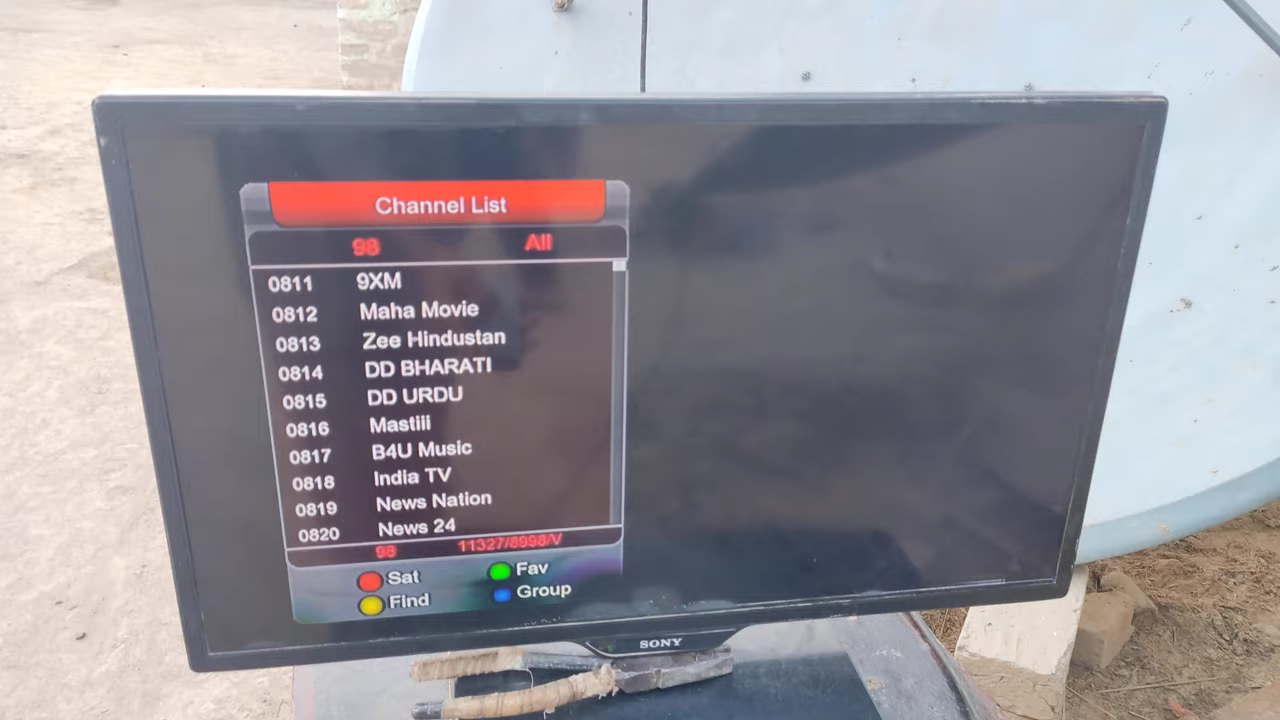 Channel List
98 All
0811 9XM
0812 Maha Movie
0813 Zee Hindustan
0814 DD BHARATI
0815 DD URDU
0816 Mastiii
0817 B4U Music
0818 India TV
0819 News Nation
0820 News 24
98 11327/8998/V
Sat Fav
Find Group
SONY